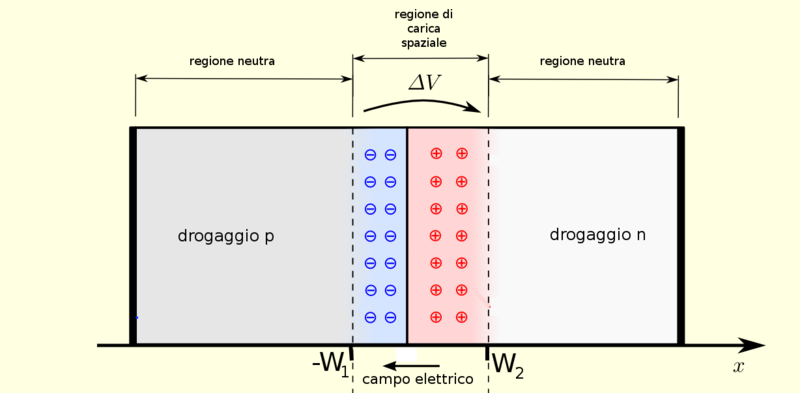 regione di
carica
spaziale
regione neutra
regione neutra
ΔV
⊖ ⊖ ⊕ ⊕
⊖ ⊖ ⊕ ⊕
⊖ ⊖ ⊕ ⊕
⊖ ⊖ ⊕ ⊕
⊖ ⊖ ⊕ ⊕
⊖ ⊖ ⊕ ⊕
⊖ ⊖ ⊕ ⊕
drogaggio p
drogaggio n
-W1
W2
x
campo elettrico